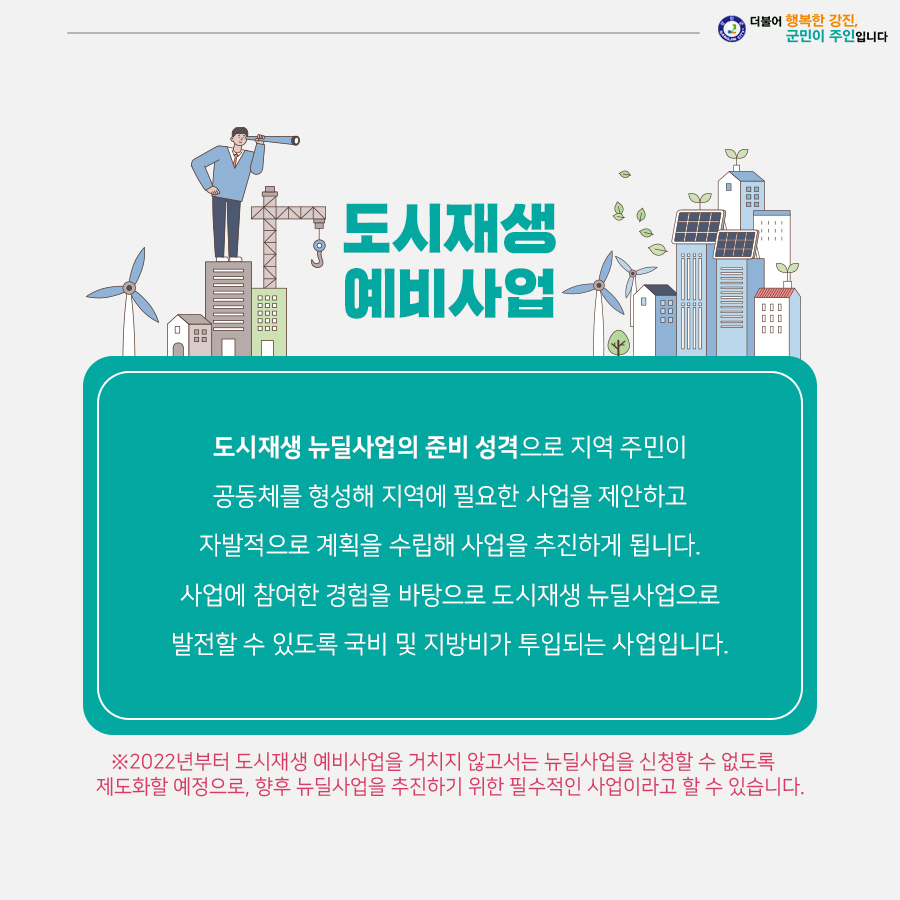 더불어 행복한 강진,
군민이 주인입니다
도시재생
예비사업
도시재생 뉴딜사업의 준비 성격으로 지역 주민이
공동체를 형성해 지역에 필요한 사업을 제안하고
자발적으로 계획을 수립해 사업을 추진하게 됩니다.
사업에 참여한 경험을 바탕으로 도시재생 뉴딜사업으로
발전할 수 있도록 국비 및 지방비가 투입되는 사업입니다.
※2022년부터 도시재생 예비사업을 거치지 않고서는 뉴딜사업을 신청할 수 없도록
제도화할 예정으로, 향후 뉴딜사업을 추진하기 위한 필수적인 사업이라고 할 수 있습니다.